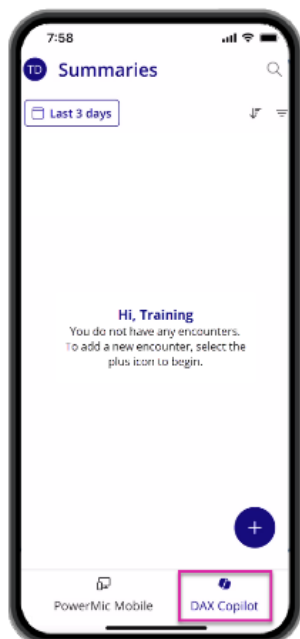 7:58
TD Summaries
Last 3 days
Hi, Training
You do not have any encounters.
To add a new encounter, select the
plus icon to begin.
PowerMic Mobile DAX Copilot